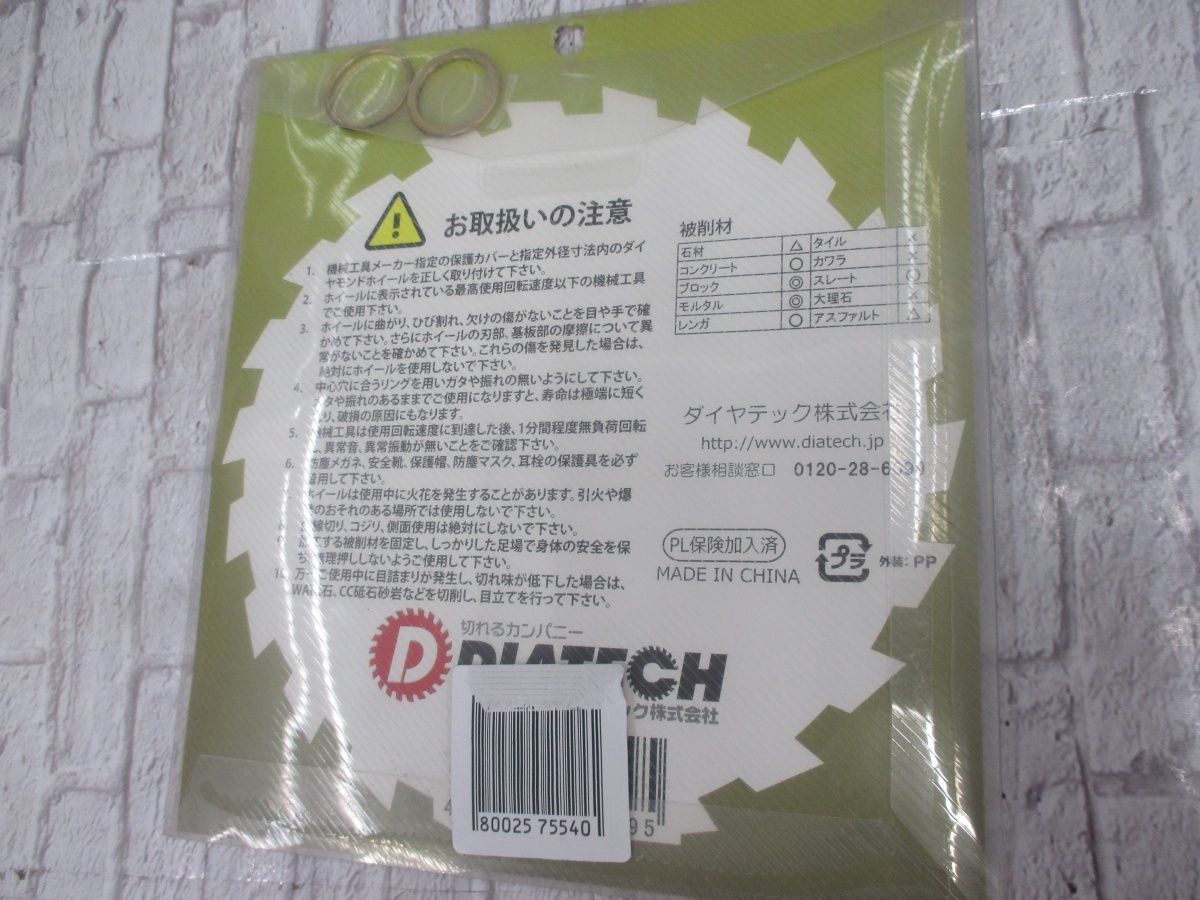 お取扱いの注意
1. 機械工具メーカー指定の保護カバーと指定外径寸法内のダイ
ヤモンドホイールを正しく取り付けて下さい。
2. ホイールに表示されている最高使用回転速度以下の機械工具
でご使用下さい。
3. ホイールに曲がり、ひび割れ、欠けの傷がないことを目や手で確
かめて下さい。さらにホイールの刃部、基板部の摩擦について異
常がないことを確かめて下さい。これらの傷を発見した場合は、
絶対にホイールを使用しないで下さい。
4. 中心穴に合うリングを用いガタや振れの無いようにして下さい。
ガタや振れのあるままでご使用になりますと、寿命は極端に短く
り、破損の原因にもなります。
5. 機械工具は使用回転速度に到達した後、1分間程度無負荷回転
、異常音、異常振動が無いことをご確認下さい。
6. 防塵メガネ、安全靴、保護帽、防塵マスク、耳栓の保護具を必ず
着用して下さい。
ホイールは使用中に火花を発生することがあります。引火や爆
のおそれのある場所では使用しないで下さい。
線切り、コジリ、側面使用は絶対にしないで下さい。
9. 加工する被削材を固定し、しっかりした足場で身体の安全を保
ち、無理押ししないようご使用して下さい。
10. 万一ご使用中に目詰まりが発生し、切れ味が低下した場合は、
WA砥石、CC砥石砂岩などを切削し、目立てを行って下さい。
被削材
石材 △ タイル ×
コンクリート ○ カワラ ×
ブロック ◎ スレート ◎
モルタル ◎ 大理石 ×
レンガ ○ アスファルト △
ダイヤテック株式会社
http://www.diatech.jp
お客様相談窓口 0120-28-6
PL保険加入済
MADE IN CHINA
プラ
外装：PP
切れるカンパニー
D DIATECH
ック株式会社
80025 75540
4
95